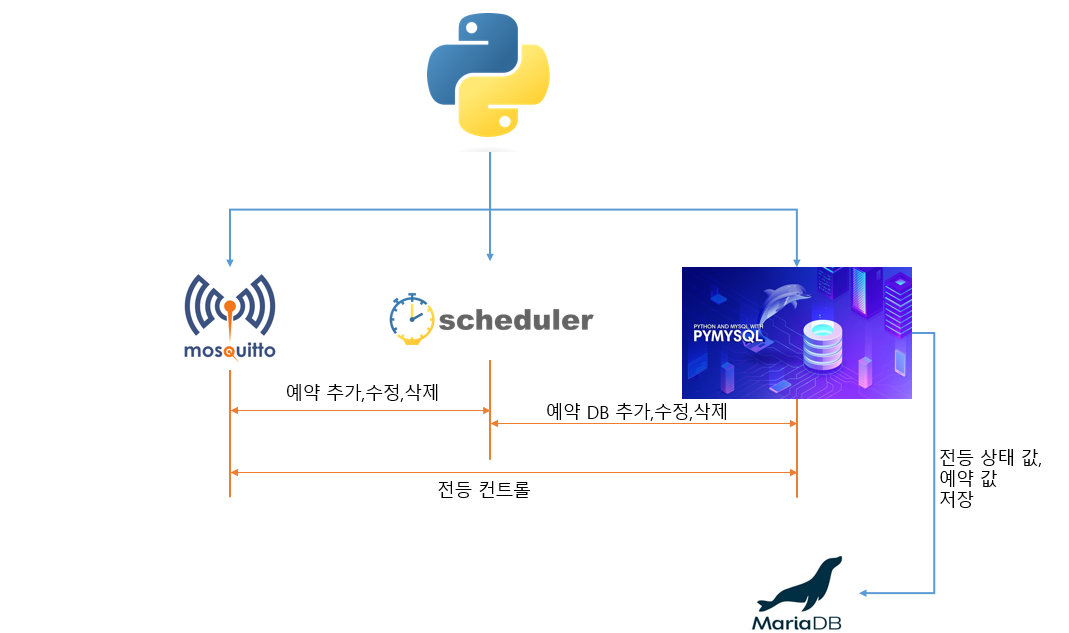 mosquitto
scheduler
PYTHON AND MYSQL WITH
PYMYSQL
예약 추가,수정,삭제
예약 DB 추가,수정,삭제
전등 컨트롤
전등 상태 값,
예약 값
저장
MariaDB